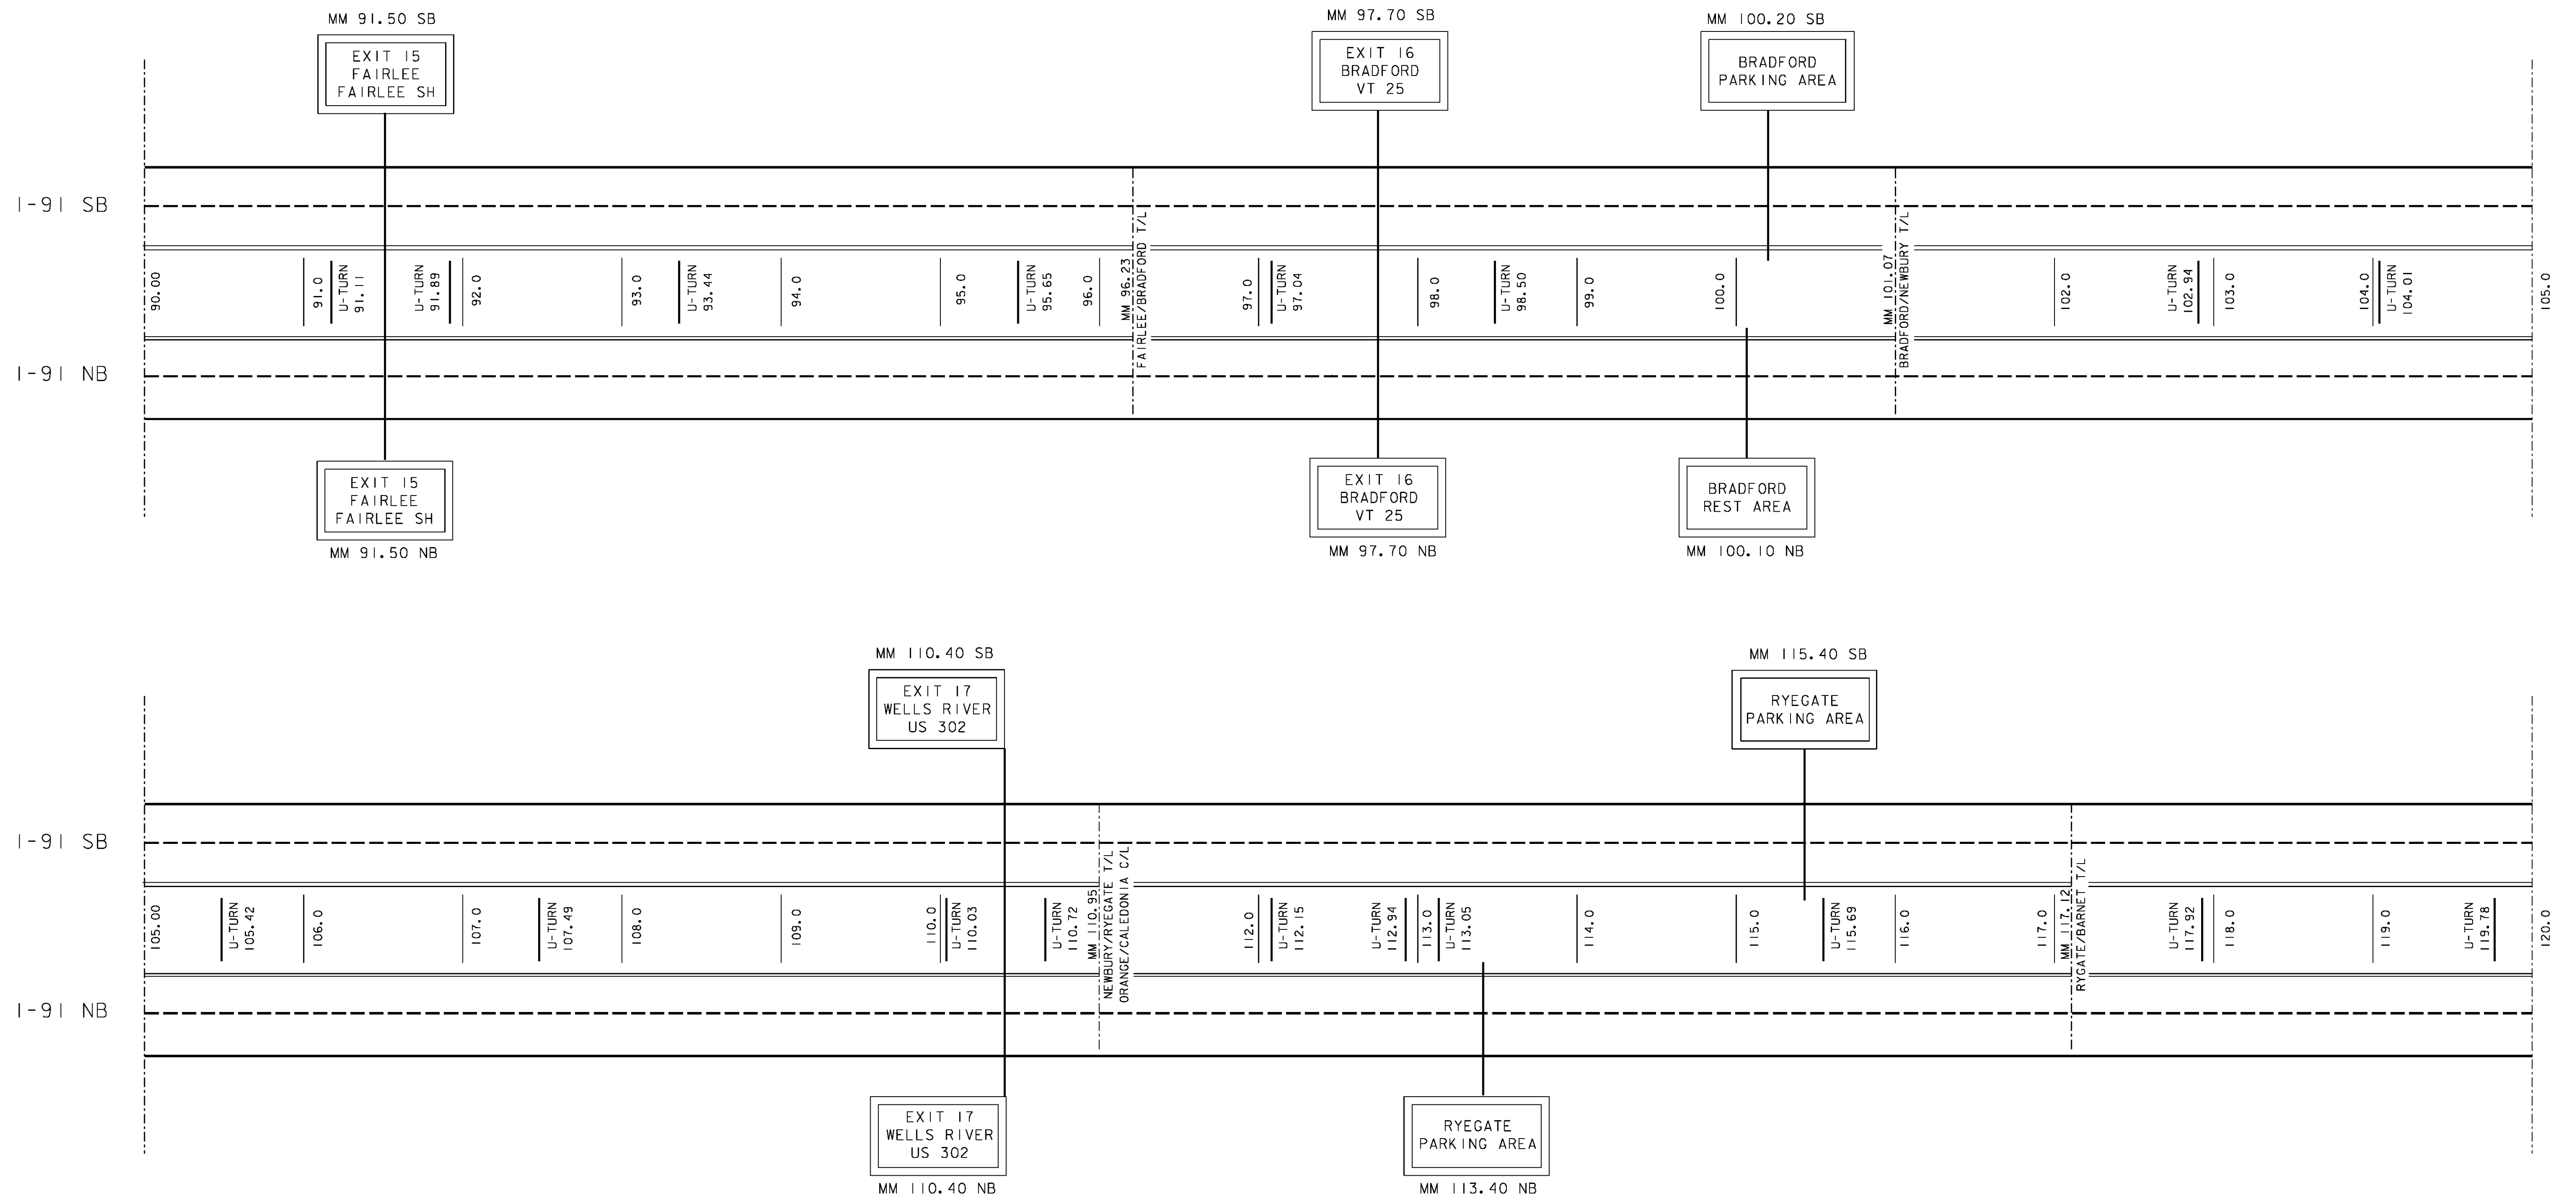 MM 91.50 SB
EXIT 15
FAIRLEE
FAIRLEE SH
MM 97.70 SB
EXIT 16
BRADFORD
VT 25
MM 100.20 SB
BRADFORD
PARKING AREA
I-91 SB
90.00
91.0
U-TURN
91.11
U-TURN
91.89
92.0
93.0
U-TURN
93.44
94.0
95.0
U-TURN
95.65
96.0
MM 96.23
FAIRLEE/BRADFORD T/L
97.0
U-TURN
97.04
98.0
U-TURN
98.50
99.0
100.0
MM 101.07
BRADFORD/NEWBURY T/L
102.0
U-TURN
102.94
103.0
104.0
U-TURN
104.01
105.0
I-91 NB
EXIT 15
FAIRLEE
FAIRLEE SH
MM 91.50 NB
EXIT 16
BRADFORD
VT 25
MM 97.70 NB
BRADFORD
REST AREA
MM 100.10 NB
MM 110.40 SB
EXIT 17
WELLS RIVER
US 302
MM 115.40 SB
RYEGATE
PARKING AREA
I-91 SB
105.00
U-TURN
105.42
106.0
107.0
U-TURN
107.49
108.0
109.0
110.0
U-TURN
110.03
U-TURN
110.72
MM 110.95
NEWBURY/RYEGATE T/L
ORANGE/CALEDONIA C/L
112.0
U-TURN
112.15
U-TURN
112.94
113.0
U-TURN
113.05
114.0
115.0
U-TURN
115.69
116.0
117.0
MM 117.12
RYGATE/BARNET T/L
U-TURN
117.92
118.0
119.0
U-TURN
119.78
120.0
I-91 NB
EXIT 17
WELLS RIVER
US 302
MM 110.40 NB
RYEGATE
PARKING AREA
MM 113.40 NB